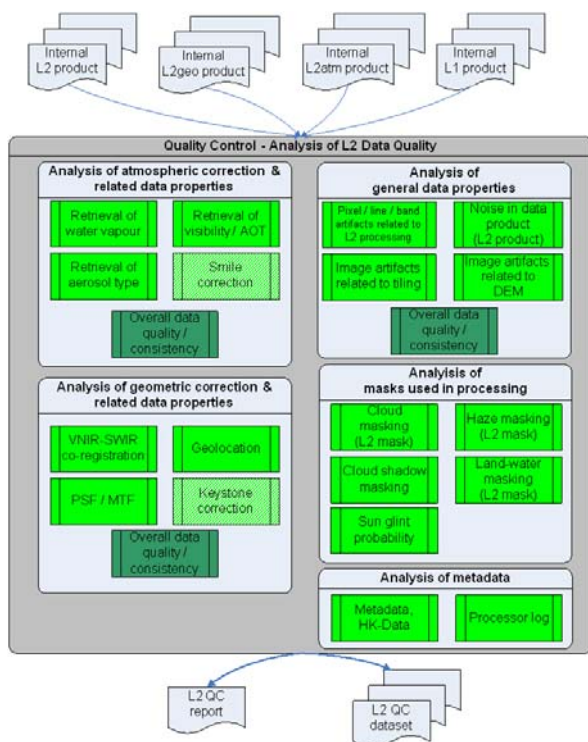 Internal
L2 product
Internal
L2geo product
Internal
L2atm product
Internal
L1 product
Quality Control - Analysis of L2 Data Quality
Analysis of atmospheric correction &
related data properties
Retrieval of
water vapour
Retrieval of
visibility / AOT
Retrieval of
aerosol type
Smile
correction
Overall data
quality /
consistency
Analysis of
general data properties
Pixel / line / band
artifacts related to
L2 processing
Noise in data
product
(L2 product)
Image artifacts
related to tiling
Image artifacts
related to
DEM
Overall data
quality /
consistency
Analysis of geometric correction &
related data properties
VNIR-SWIR
co-registration
Geolocation
PSF / MTF
Keystone
correction
Overall data
quality /
consistency
Analysis of
masks used in processing
Cloud
masking
(L2 mask)
Haze masking
(L2 mask)
Cloud shadow
masking
Land-water
masking
(L2 mask)
Sun glint
probability
Analysis of metadata
Metadata,
HK-Data
Processor log
L2 QC
report
L2 QC
dataset